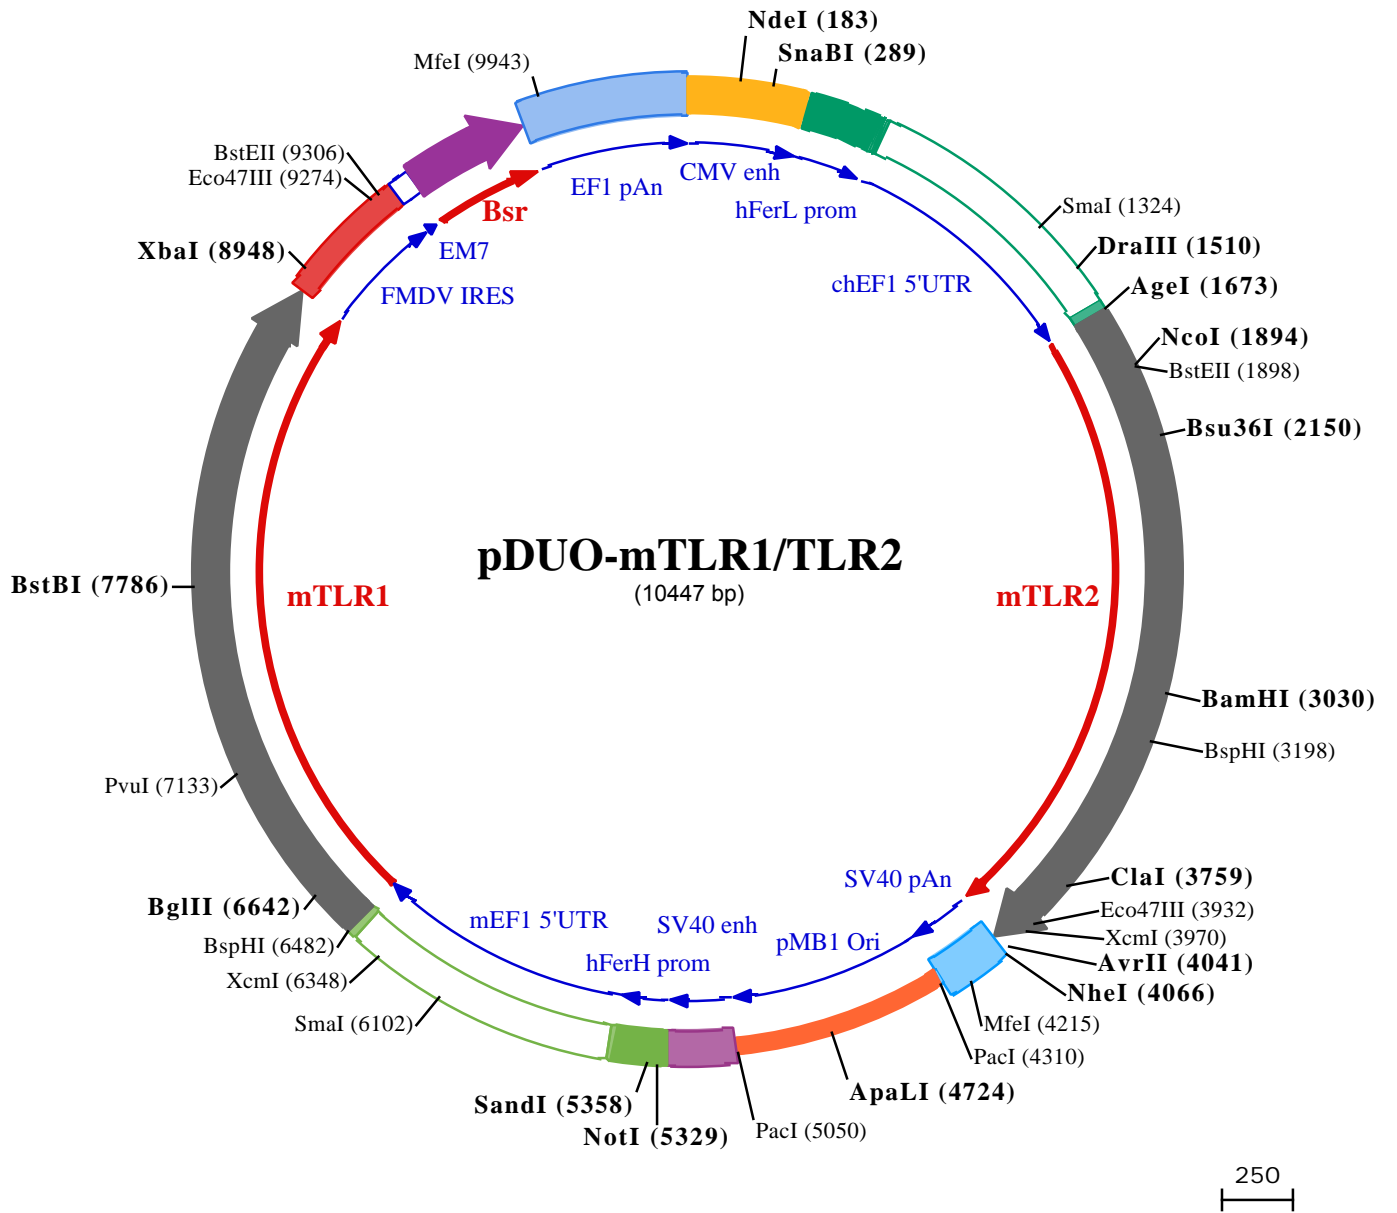 NdeI (183)
SnaBI (289)
MfeI (9943)
BstEII (9306)
Eco47III (9274)
XbaI (8948)
EF1 pAn
CMV enh
hFerL prom
Bsr
EM7
FMDV IRES
chEF1 5'UTR
SmaI (1324)
DraIII (1510)
AgeI (1673)
NcoI (1894)
BstEII (1898)
Bsu36I (2150)
pDUO-mTLR1/TLR2
(10447 bp)
BstBI (7786)
mTLR1
mTLR2
BamHI (3030)
BspHI (3198)
PvuI (7133)
ClaI (3759)
Eco47III (3932)
XcmI (3970)
AvrII (4041)
NheI (4066)
MfeI (4215)
PacI (4310)
SV40 pAn
pMB1 Ori
SV40 enh
hFerH prom
mEF1 5'UTR
BglII (6642)
BspHI (6482)
XcmI (6348)
SmaI (6102)
ApaLI (4724)
PacI (5050)
SandI (5358)
NotI (5329)
250